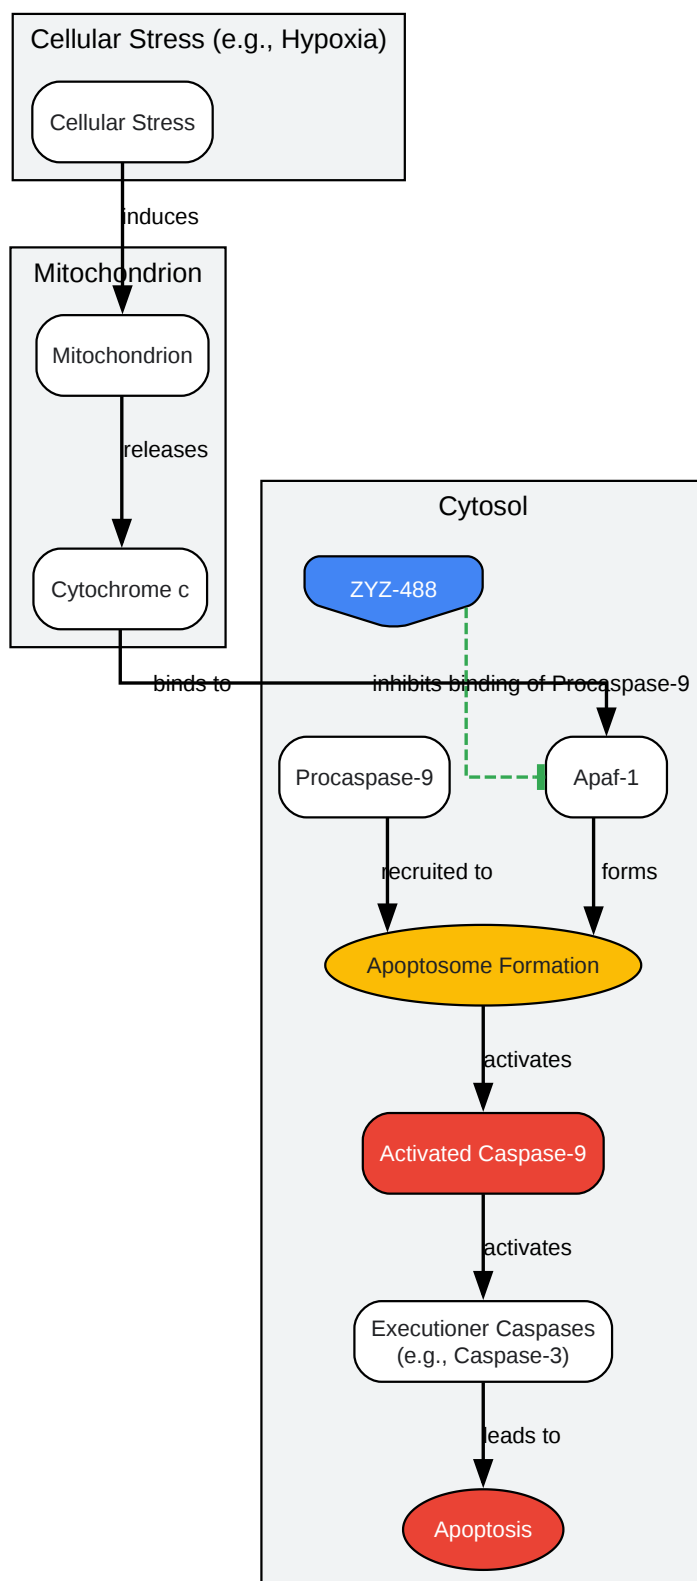 Cellular Stress (e.g., Hypoxia)
Cellular Stress
induces
Mitochondrion
Mitochondrion
releases
Cytochrome c
Cytosol
ZYZ-488
binds to
inhibits binding of Procaspase-9
Procaspase-9
Apaf-1
recruited to
forms
Apoptosome Formation
activates
Activated Caspase-9
activates
Executioner Caspases
(e.g., Caspase-3)
leads to
Apoptosis